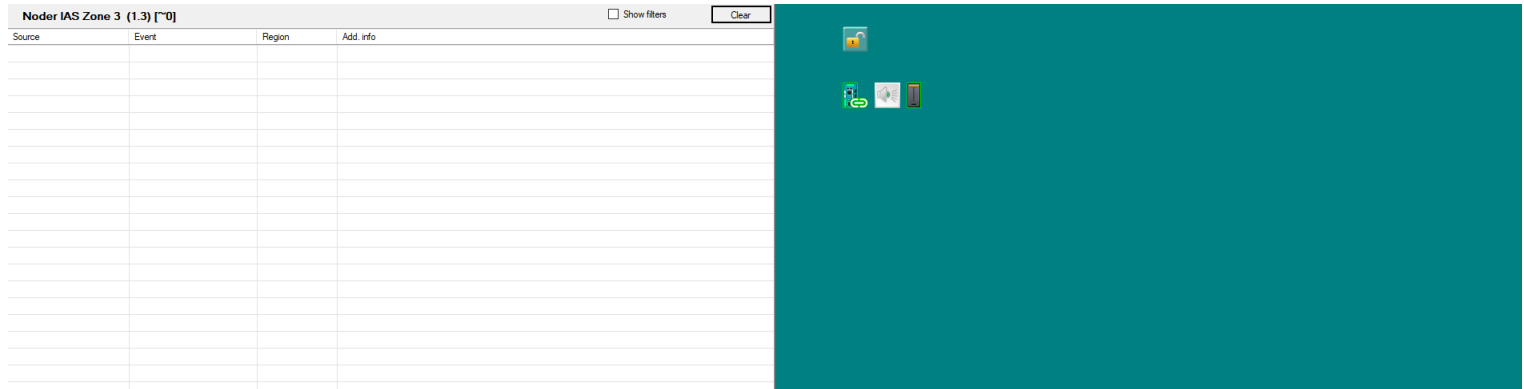 Noder IAS Zone 3 (1.3) [~0] Show filters Clear
Source Event Region Add. info